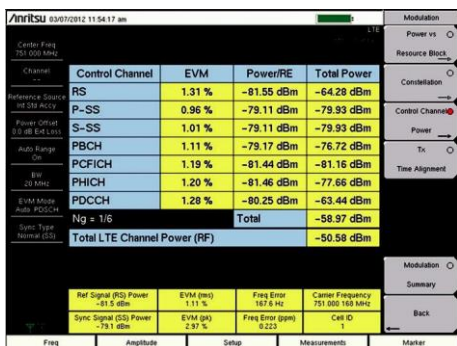 Anritsu 03/07/2012 11:54:17 am
LTE
Modulation
Center Freq
751.000 MHz
Channel
--
Reference Source
Int Std Accy
Power Offset
0.0 dB Ext Loss
Auto Range
On
BW
20 MHz
EVM Mode
Auto PDSCH
Sync Type
Normal (SS)
Control Channel EVM Power/RE Total Power
RS 1.31 % -81.55 dBm -64.28 dBm
P-SS 0.96 % -79.11 dBm -79.93 dBm
S-SS 1.01 % -79.11 dBm -79.93 dBm
PBCH 1.11 % -79.17 dBm -76.72 dBm
PCFICH 1.19 % -81.44 dBm -81.16 dBm
PHICH 1.20 % -81.46 dBm -77.66 dBm
PDCCH 1.28 % -80.25 dBm -63.44 dBm
Ng = 1/6 Total -58.97 dBm
Total LTE Channel Power (RF) -50.58 dBm
Ref Signal (RS) Power EVM (rms) Freq Error Carrier Frequency
-81.5 dBm 1.11 % 167.6 Hz 751.000 168 MHz
Sync Signal (SS) Power EVM (pk) Freq Error (ppm) Cell ID
-79.1 dBm 2.97 % 0.223 1
Power vs
Resource Block
Constellation
Control Channel
Power
Tx
Time Alignment
Modulation
Summary
Back
Freq Amplitude Setup Measurements Marker